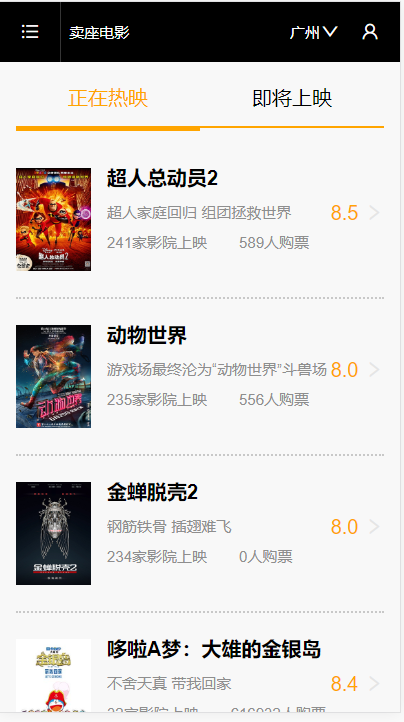 卖座电影
广州
正在热映
即将上映
超人总动员2
超人家庭回归 组团拯救世界
8.5
241家影院上映 589人购票
动物世界
游戏场最终沦为“动物世界”斗兽场
8.0
235家影院上映 556人购票
金蝉脱壳2
金蝉脱壳2
钢筋铁骨 插翅难飞
8.0
234家影院上映 0人购票
哆啦A梦：大雄的金银岛
不舍天真 带我回家
8.4